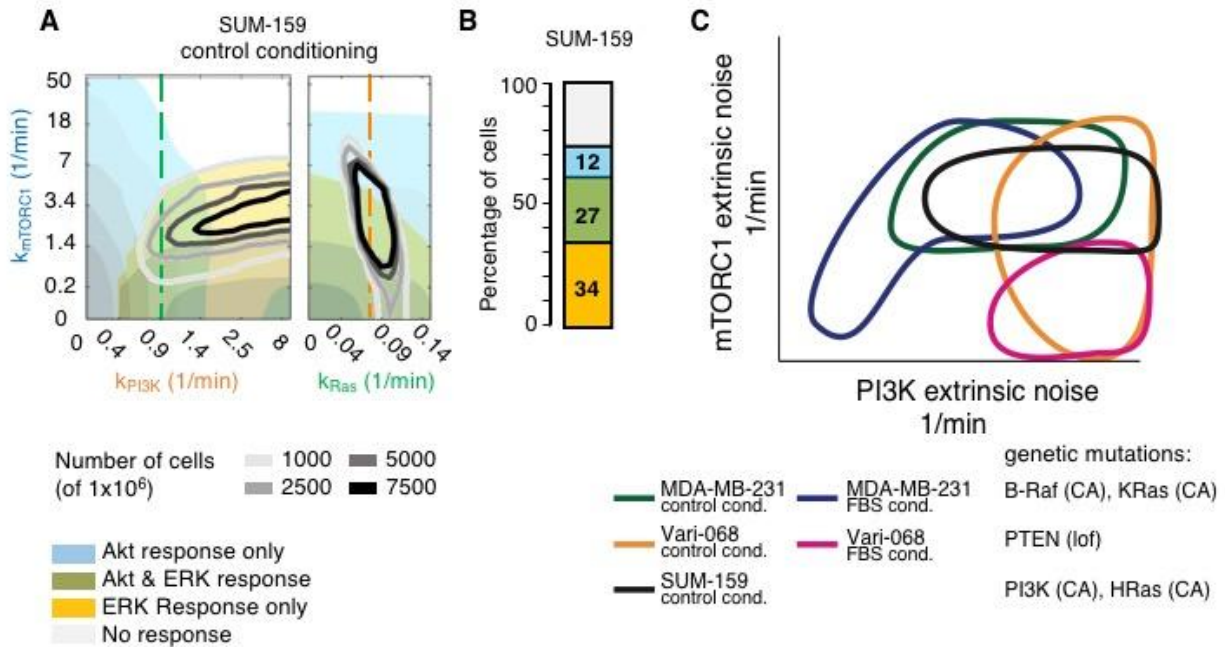 A
SUM-159
control conditioning
50
18
7
3.4
1.4
0.2
0
kmTORC1 (1/min)
0 0.4 0.9 1.4 2.5 8
kPI3K (1/min)
0 0.04 0.09 0.14
kRas (1/min)
Number of cells
(of 1x10⁶)
1000
5000
2500
7500
Akt response only
Akt & ERK response
ERK Response only
No response
B
SUM-159
Percentage of cells
100
50
0
12
27
34
C
mTORC1 extrinsic noise
1/min
PI3K extrinsic noise
1/min
genetic mutations:
MDA-MB-231
control cond.
MDA-MB-231
FBS cond.
B-Raf (CA), KRas (CA)
Vari-068
control cond.
Vari-068
FBS cond.
PTEN (lof)
SUM-159
control cond.
PI3K (CA), HRas (CA)